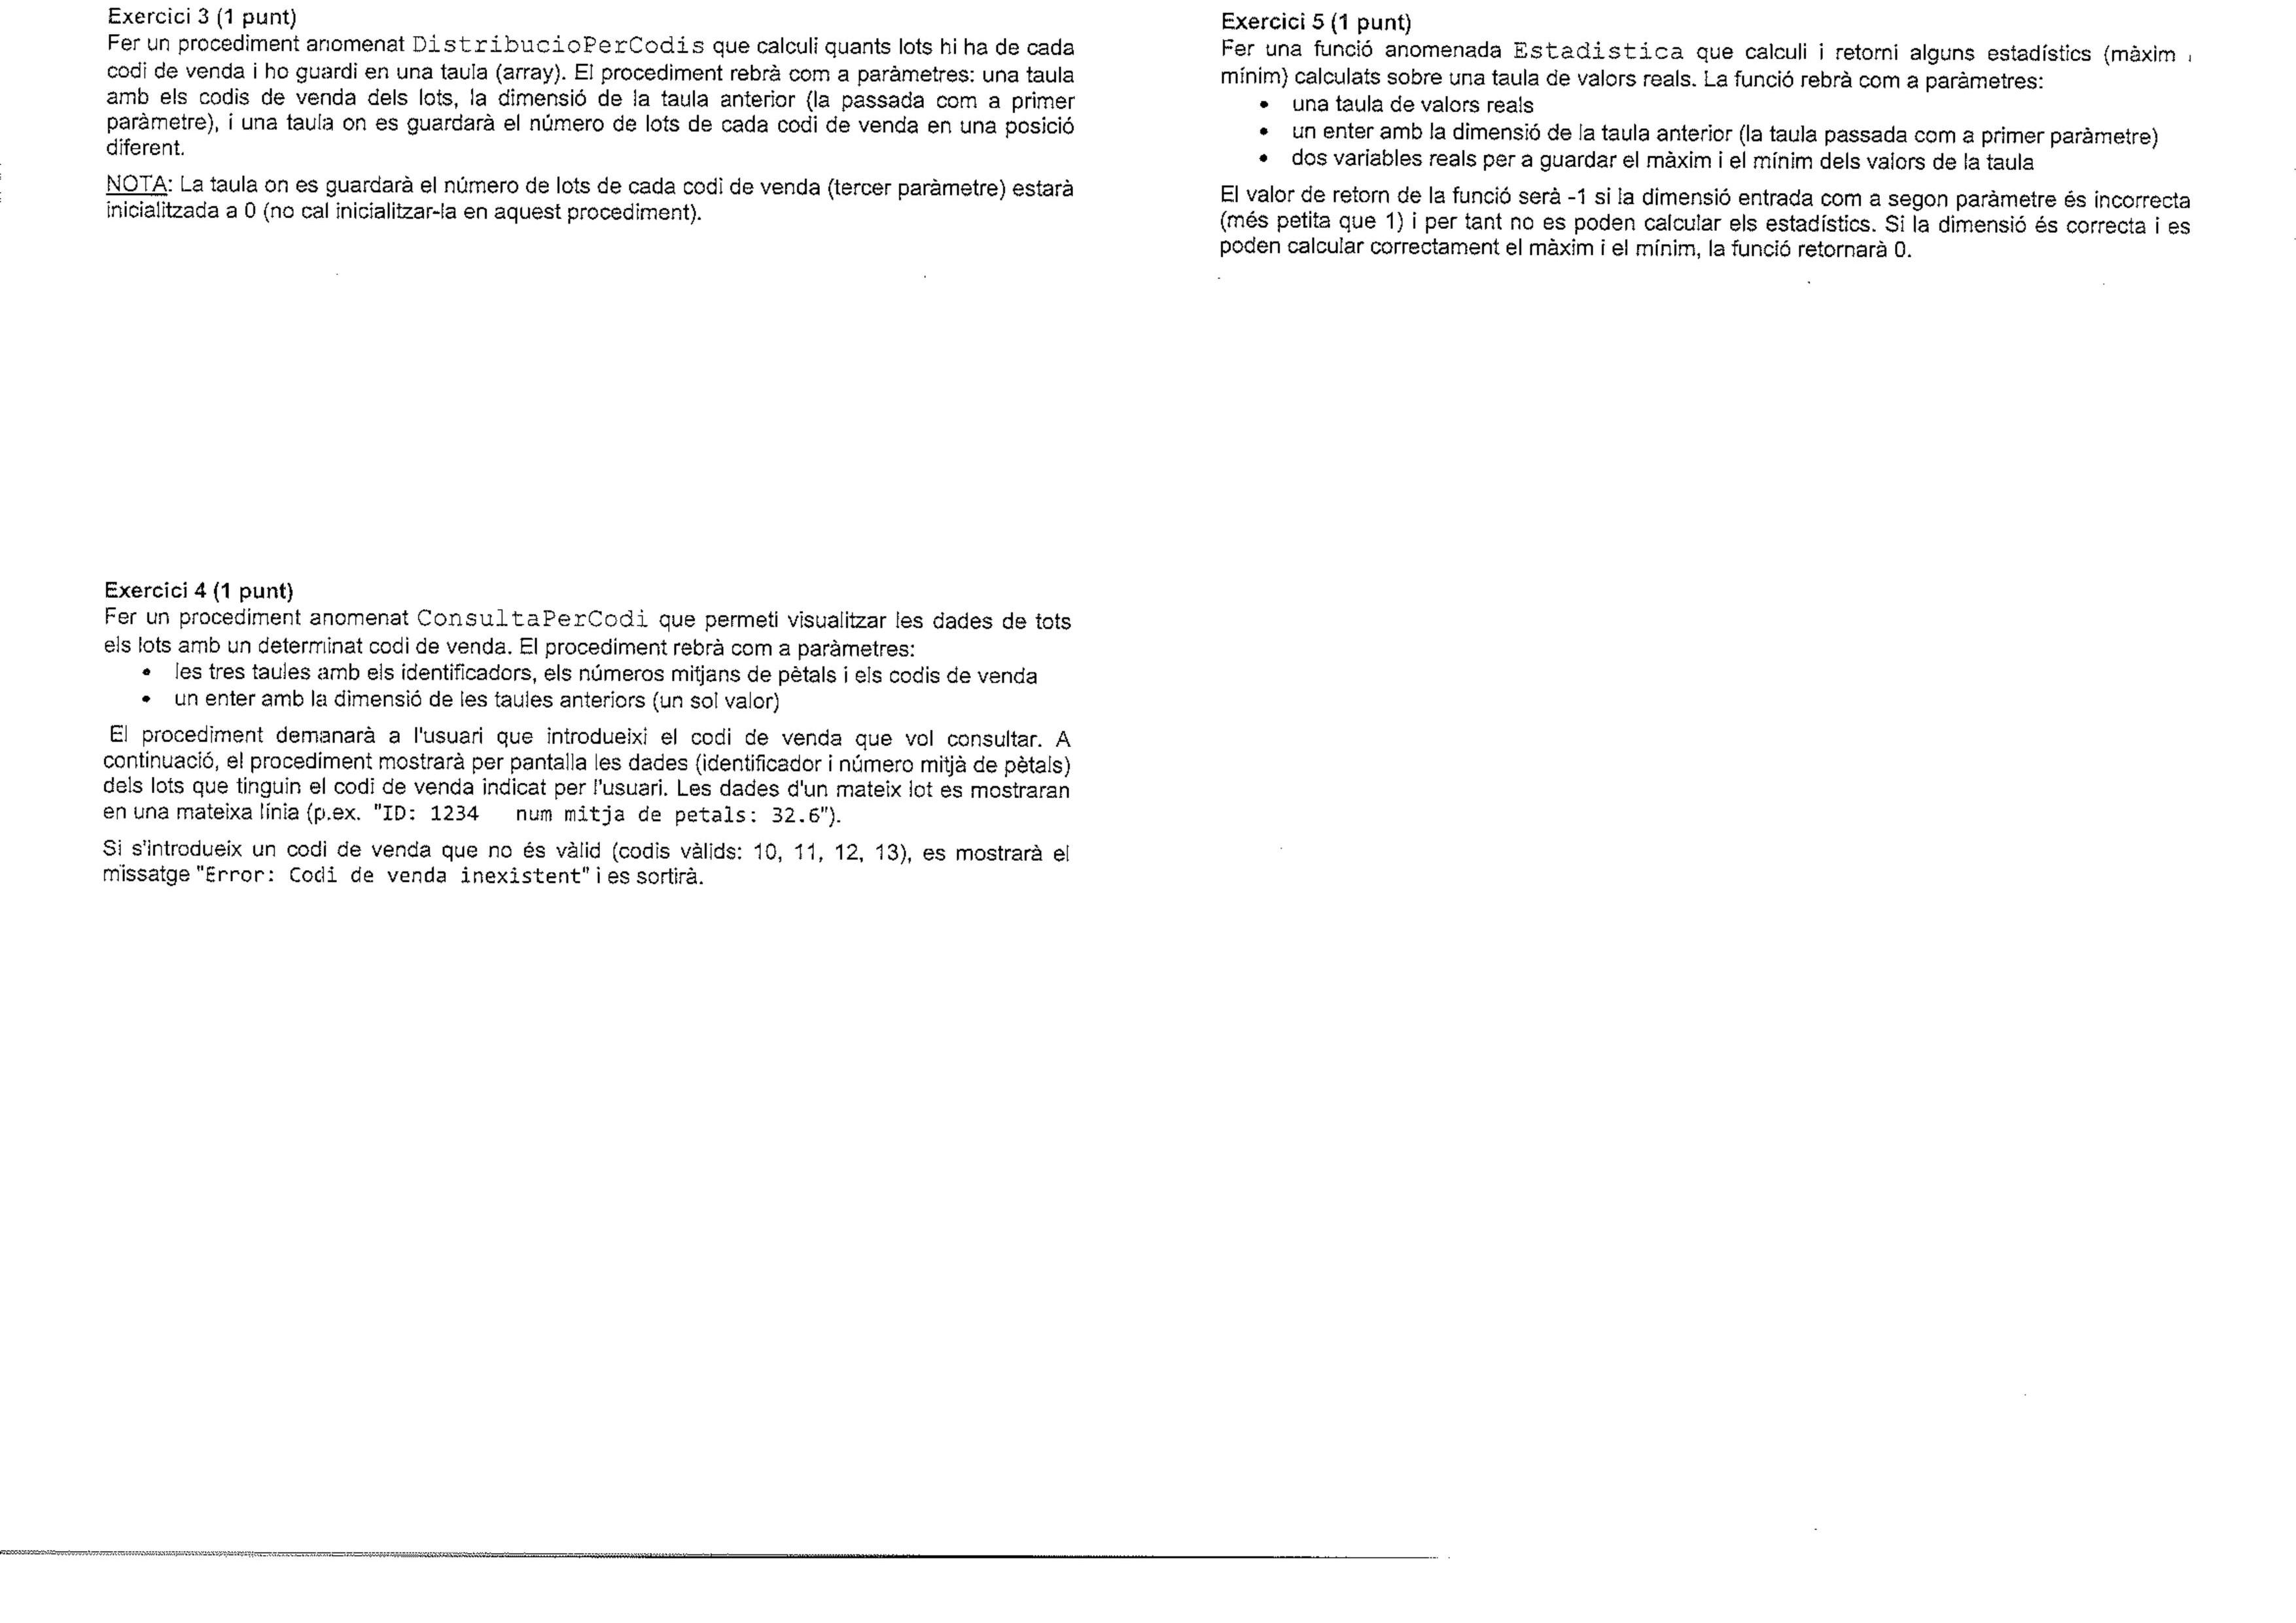 Exercici 3 (1 punt)
Fer un procediment anomenat DistribucioPerCodis que calculi quants lots hi ha de cada
codi de venda i ho guardi en una taula (array). El procediment rebrà com a paràmetres: una taula
amb els codis de venda dels lots, la dimensió de la taula anterior (la passada com a primer
paràmetre), i una taula on es guardarà el número de lots de cada codi de venda en una posició
diferent.
NOTA: La taula on es guardarà el número de lots de cada codi de venda (tercer paràmetre) estarà
inicialitzada a 0 (no cal inicialitzar-la en aquest procediment).
Exercici 4 (1 punt)
Fer un procediment anomenat ConsultaPerCodi que permeti visualitzar les dades de tots
els lots amb un determinat codi de venda. El procediment rebrà com a paràmetres:
• les tres taules amb els identificadors, els números mitjans de pètals i els codis de venda
• un enter amb la dimensió de les taules anteriors (un sol valor)
El procediment demanarà a l'usuari que introdueixi el codi de venda que vol consultar. A
continuació, el procediment mostrarà per pantalla les dades (identificador i número mitjà de pètals)
dels lots que tinguin el codi de venda indicat per l'usuari. Les dades d'un mateix lot es mostraran
en una mateixa línia (p.ex. "ID: 1234   num mitja de petals: 32.6").
Si s'introdueix un codi de venda que no és vàlid (codis vàlids: 10, 11, 12, 13), es mostrarà el
missatge "Error: Codi de venda inexistent" i es sortirà.
Exercici 5 (1 punt)
Fer una funció anomenada Estadistica que calculi i retorni alguns estadístics (màxim i
mínim) calculats sobre una taula de valors reals. La funció rebrà com a paràmetres:
• una taula de valors reals
• un enter amb la dimensió de la taula anterior (la taula passada com a primer paràmetre)
• dos variables reals per a guardar el màxim i el mínim dels valors de la taula
El valor de retorn de la funció serà -1 si la dimensió entrada com a segon paràmetre és incorrecta
(més petita que 1) i per tant no es poden calcular els estadístics. Si la dimensió és correcta i es
poden calcular correctament el màxim i el mínim, la funció retornarà 0.